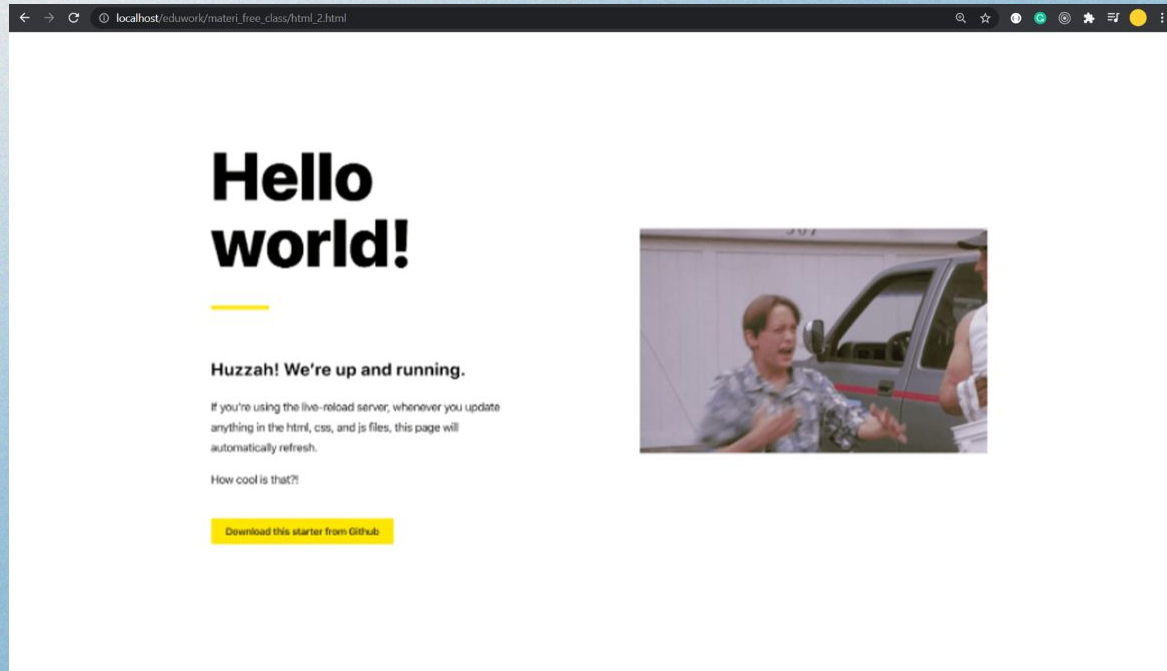 localhost/eduwork/materi_free_class/html_2.html
Hello
world!
307
Huzzah! We're up and running.
If you're using the live-reload server, whenever you update
anything in the html, css, and js files, this page will
automatically refresh.
How cool is that?!
Download this starter from Github